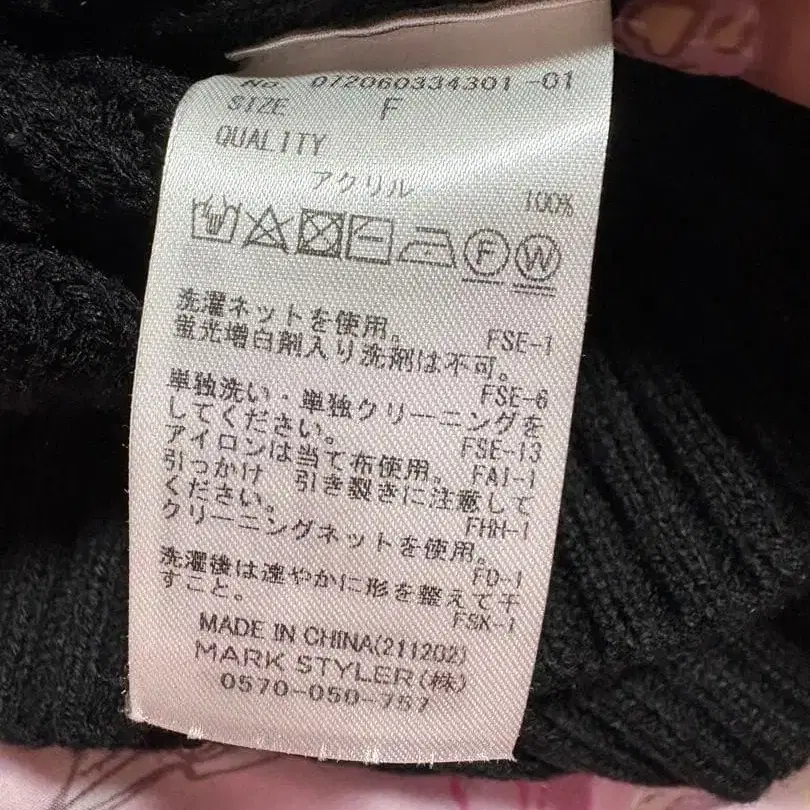 No. 072060334301 -01
SIZE F
QUALITY
アクリル 100%
F W
洗濯ネットを使用。 FSE-1
蛍光増白剤入り洗剤は不可。
FSE-6
単独洗い・単独クリーニングを
してください。 FSE-13
アイロンは当て布使用。 FAI-1
引っかけ 引き裂きに注意して
ください。 FHH-1
クリーニングネットを使用。
FD-1
洗濯後は速やかに形を整えて干
すこと。 FSK-1
MADE IN CHINA(211202)
MARK STYLER(株)
0570-050-757